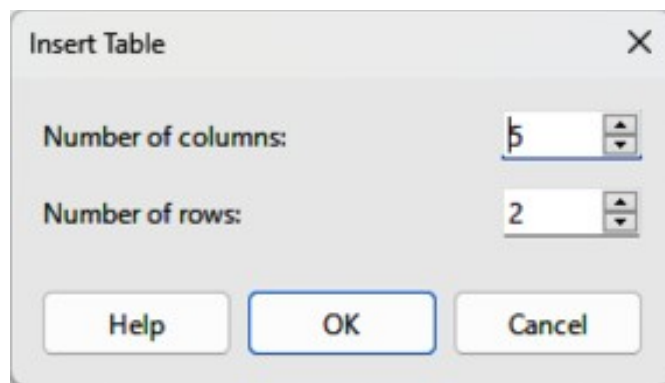 Insert Table
Number of columns: 5
Number of rows: 2
Help OK Cancel